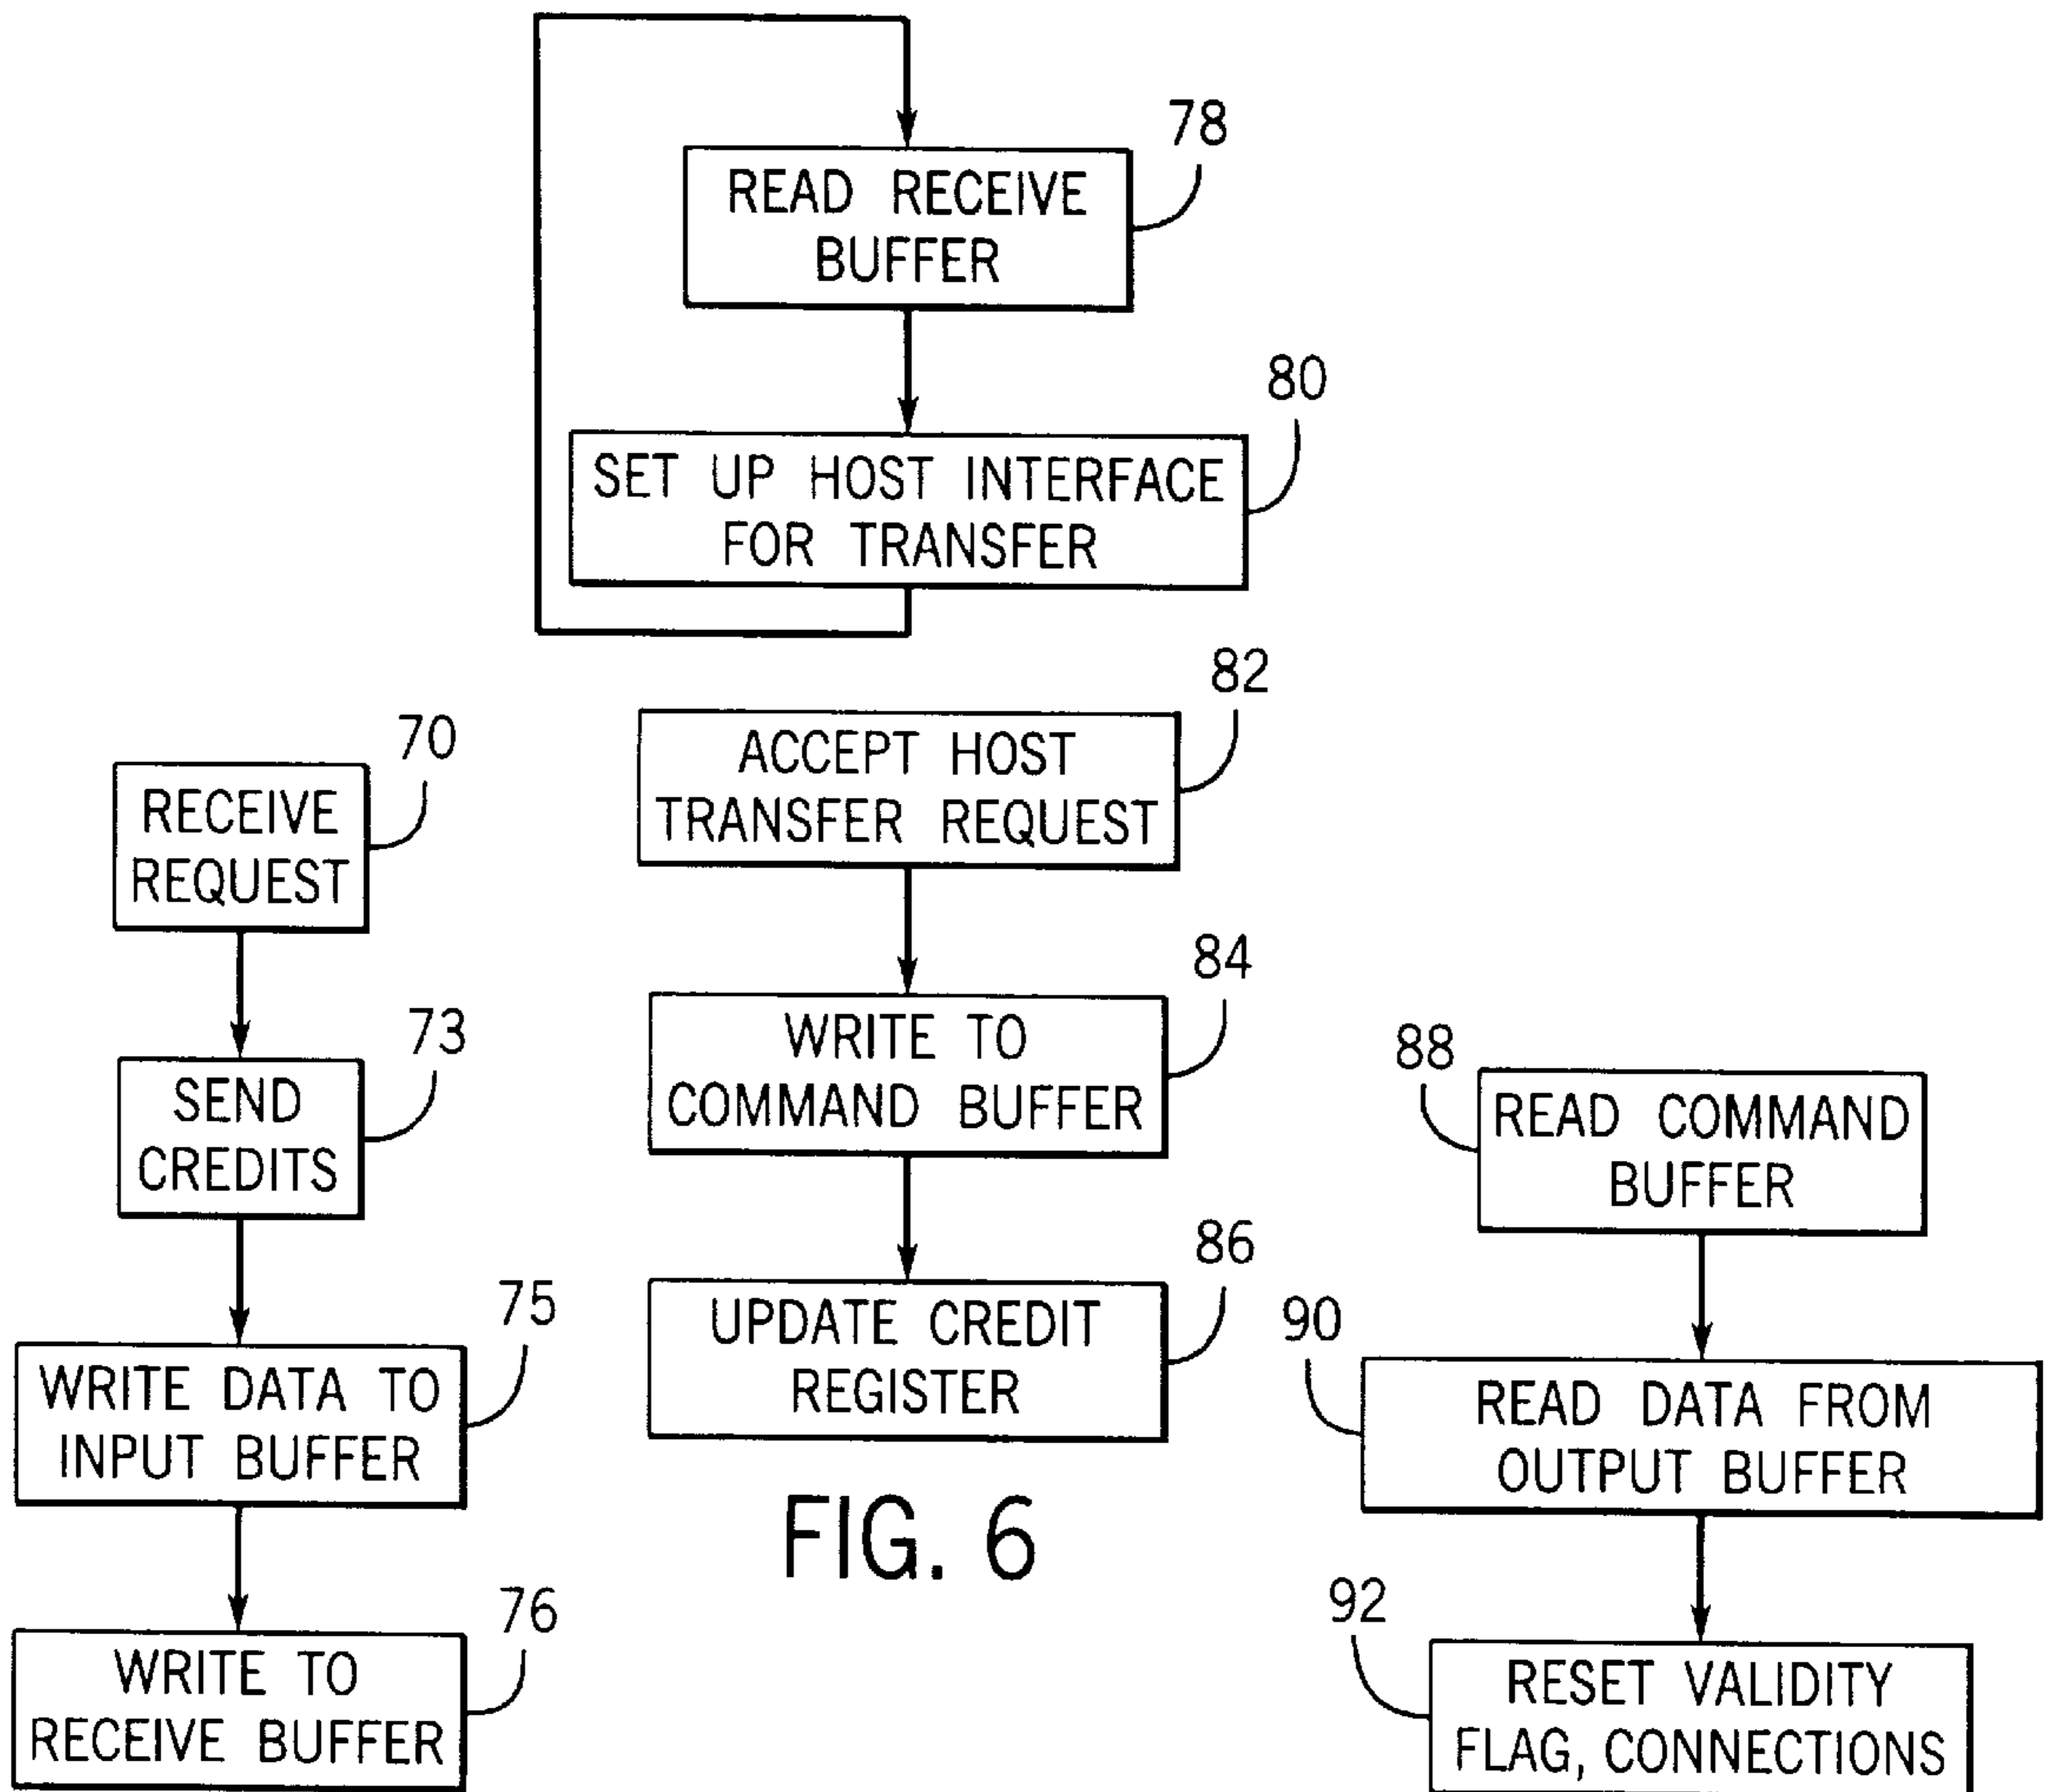 78
READ RECEIVE
BUFFER
80
SET UP HOST INTERFACE
FOR TRANSFER
82
ACCEPT HOST
TRANSFER REQUEST
70
RECEIVE
REQUEST
84
WRITE TO
COMMAND BUFFER
73
SEND
CREDITS
88
READ COMMAND
BUFFER
86
UPDATE CREDIT
REGISTER
75
WRITE DATA TO
INPUT BUFFER
90
READ DATA FROM
OUTPUT BUFFER
FIG. 6
76
WRITE TO
RECEIVE BUFFER
92
RESET VALIDITY
FLAG, CONNECTIONS